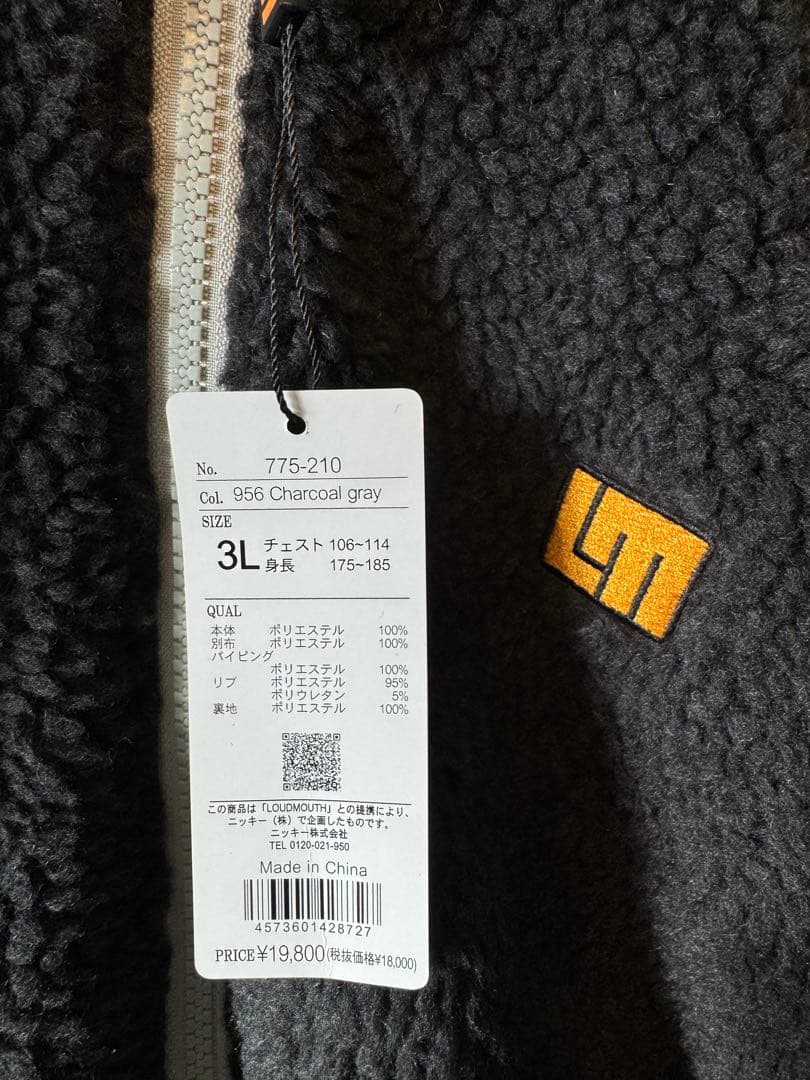 No. 775-210
Col. 956 Charcoal gray
SIZE
3L チェスト 106~114
身長 175~185
QUAL
本体 ポリエステル 100%
別布 ポリエステル 100%
パイピング
ポリエステル 100%
リブ ポリエステル 95%
ポリウレタン 5%
裏地 ポリエステル 100%
この商品は「LOUDMOUTH」との提携により、
ニッキー（株）で企画したものです。
ニッキー株式会社
TEL 0120-021-950
Made in China
4573601428727
PRICE ¥19,800(税抜価格¥18,000)
LM